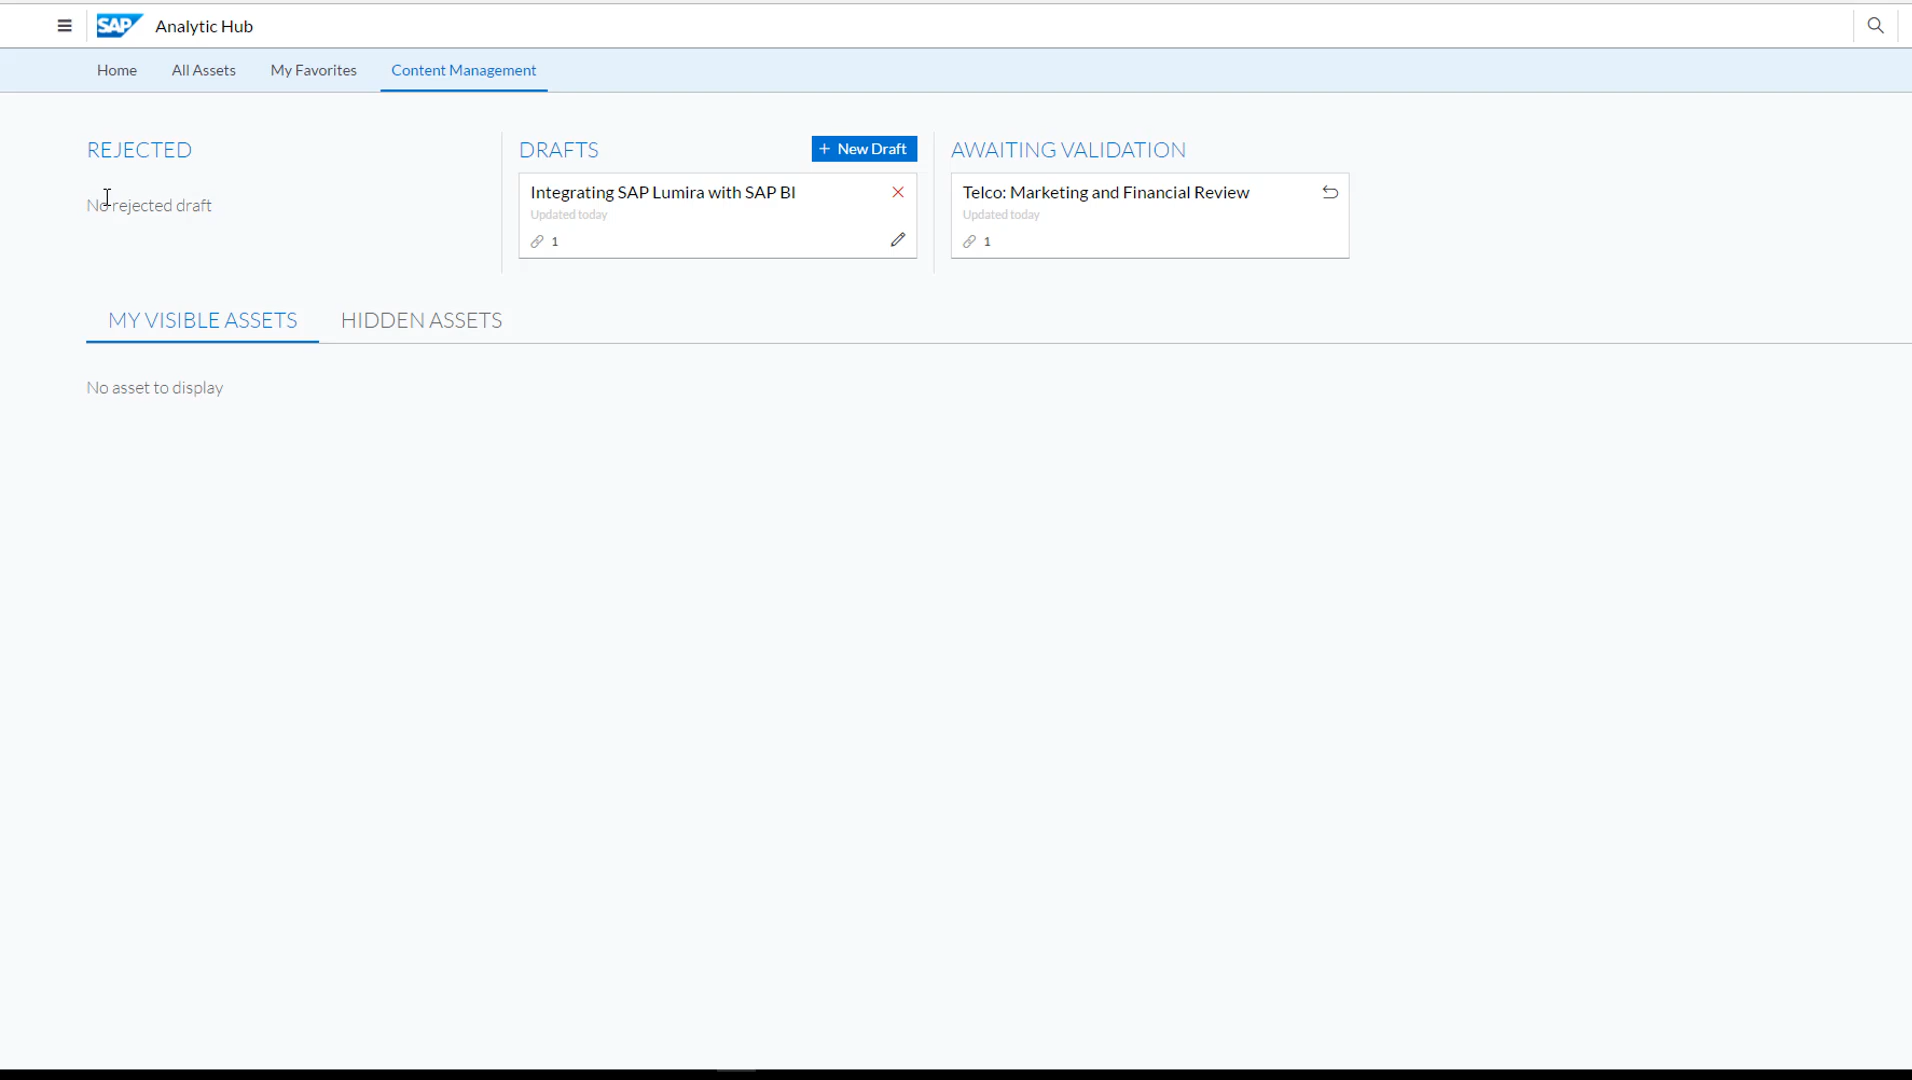 SAP Analytic Hub
Home All Assets My Favorites Content Management
REJECTED
No rejected draft
DRAFTS + New Draft
Integrating SAP Lumira with SAP BI
Updated today
1
AWAITING VALIDATION
Telco: Marketing and Financial Review
Updated today
1
MY VISIBLE ASSETS HIDDEN ASSETS
No asset to display